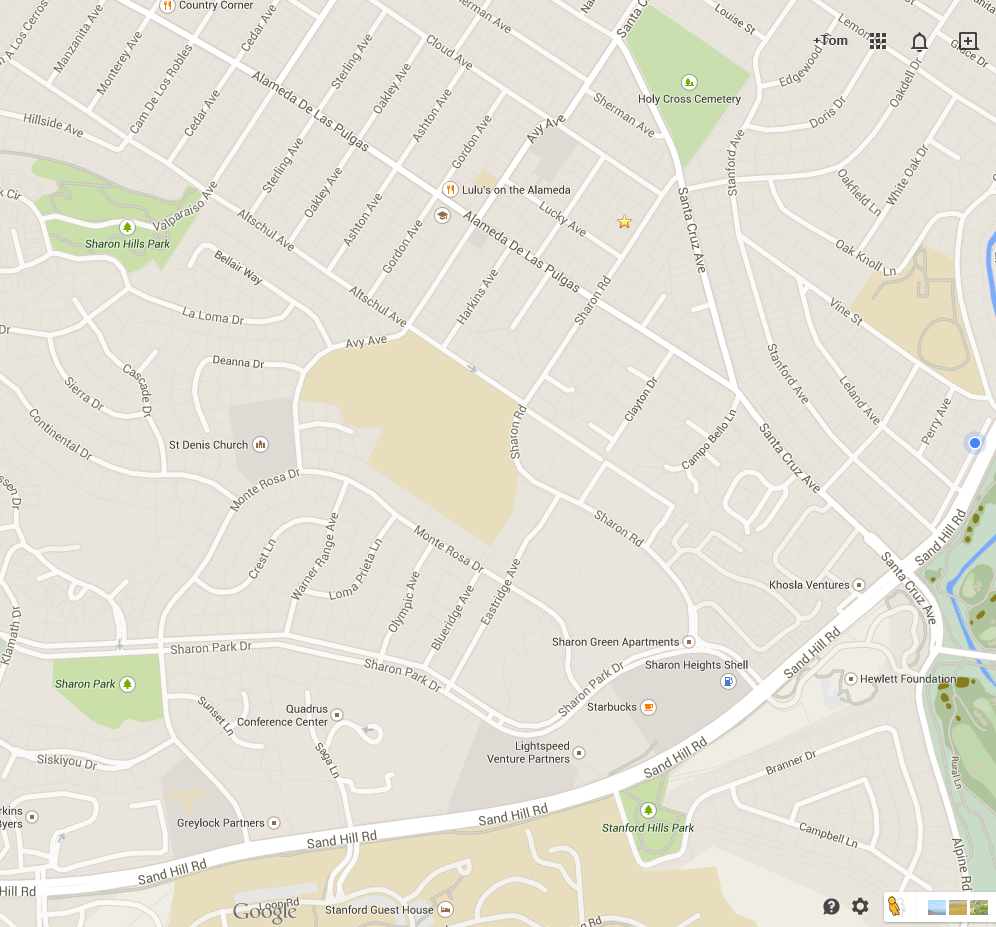 Country Corner
Cedar Ave
Manzanita Ave
Monterey Ave
Cam De Los Robles
Cedar Ave
Hillside Ave
Alameda De Las Pulgas
Sterling Ave
Oakley Ave
Cloud Ave
Ashton Ave
Gordon Ave
Avy Ave
Sherman Ave
Holy Cross Cemetery
Louise St
+Tom
Edgewood
Doris Dr
Oakdell Dr
Grace Dr
Stanford Ave
Oakfield Ln
White Oak Dr
Oak Knoll Ln
Sterling Ave
Oakley Ave
Ashton Ave
Gordon Ave
Valparaiso Ave
Altschul Ave
Sharon Hills Park
Lulu's on the Alameda
Lucky Ave
Alameda De Las Pulgas
Santa Cruz Ave
Bellair Way
Harkins Ave
Sharon Rd
Altschul Ave
Vine St
La Loma Dr
Avy Ave
Deanna Dr
Cascade Dr
Sierra Dr
Continental Dr
Stanford Ave
Leland Ave
Perry Ave
Clayton Dr
Campo Bello Ln
Sharon Rd
St Denis Church
Santa Cruz Ave
Monte Rosa Dr
Crest Ln
Warner Range Ave
Loma Prieta Ln
Monte Rosa Dr
Sharon Rd
Sand Hill Rd
Olympic Ave
Blueridge Ave
Eastridge Ave
Khosla Ventures
Santa Cruz Ave
Klamath Dr
Sharon Park Dr
Sharon Green Apartments
Sand Hill Rd
Sharon Park Dr
Sharon Heights Shell
Hewlett Foundation
Sharon Park
Sharon Park Dr
Starbucks
Sunset Ln
Quadrus
Conference Center
Saga Ln
Siskiyou Dr
Lightspeed
Venture Partners
Sand Hill Rd
Branner Dr
Rural Ln
Greylock Partners
Sand Hill Rd
Sand Hill Rd
Stanford Hills Park
Campbell Ln
Alpine Rd
Sand Hill Rd
Hill Rd
Loop Rd
Google
Stanford Guest House